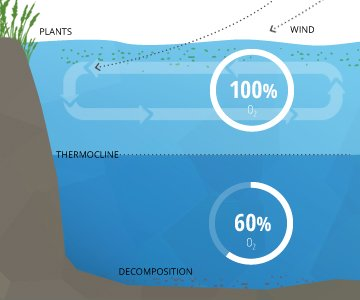 PLANTS
WIND
100%
O2
THERMOCLINE
60%
O2
DECOMPOSITION